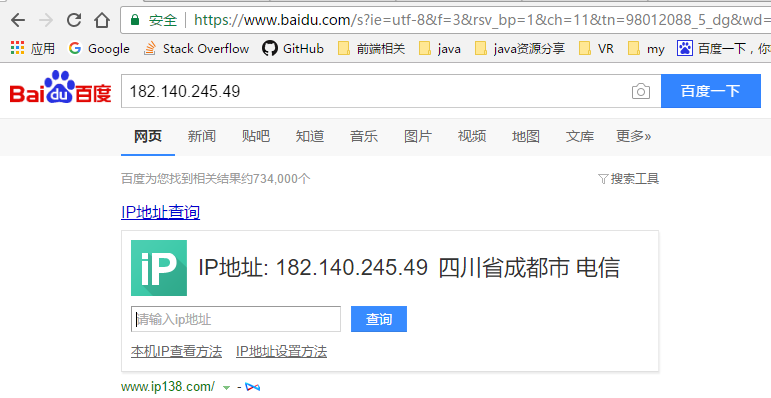 安全 https://www.baidu.com/s?ie=utf-8&f=3&rsv_bp=1&ch=11&tn=98012088_5_dg&wd=
应用 Google Stack Overflow GitHub 前端相关 java java资源分享 VR my 百度一下，你
Bai du 百度 182.140.245.49 百度一下
网页 新闻 贴吧 知道 音乐 图片 视频 地图 文库 更多»
百度为您找到相关结果约734,000个 搜索工具
IP地址查询
iP IP地址: 182.140.245.49 四川省成都市 电信
请输入ip地址 查询
本机IP查看方法 IP地址设置方法
www.ip138.com/ -